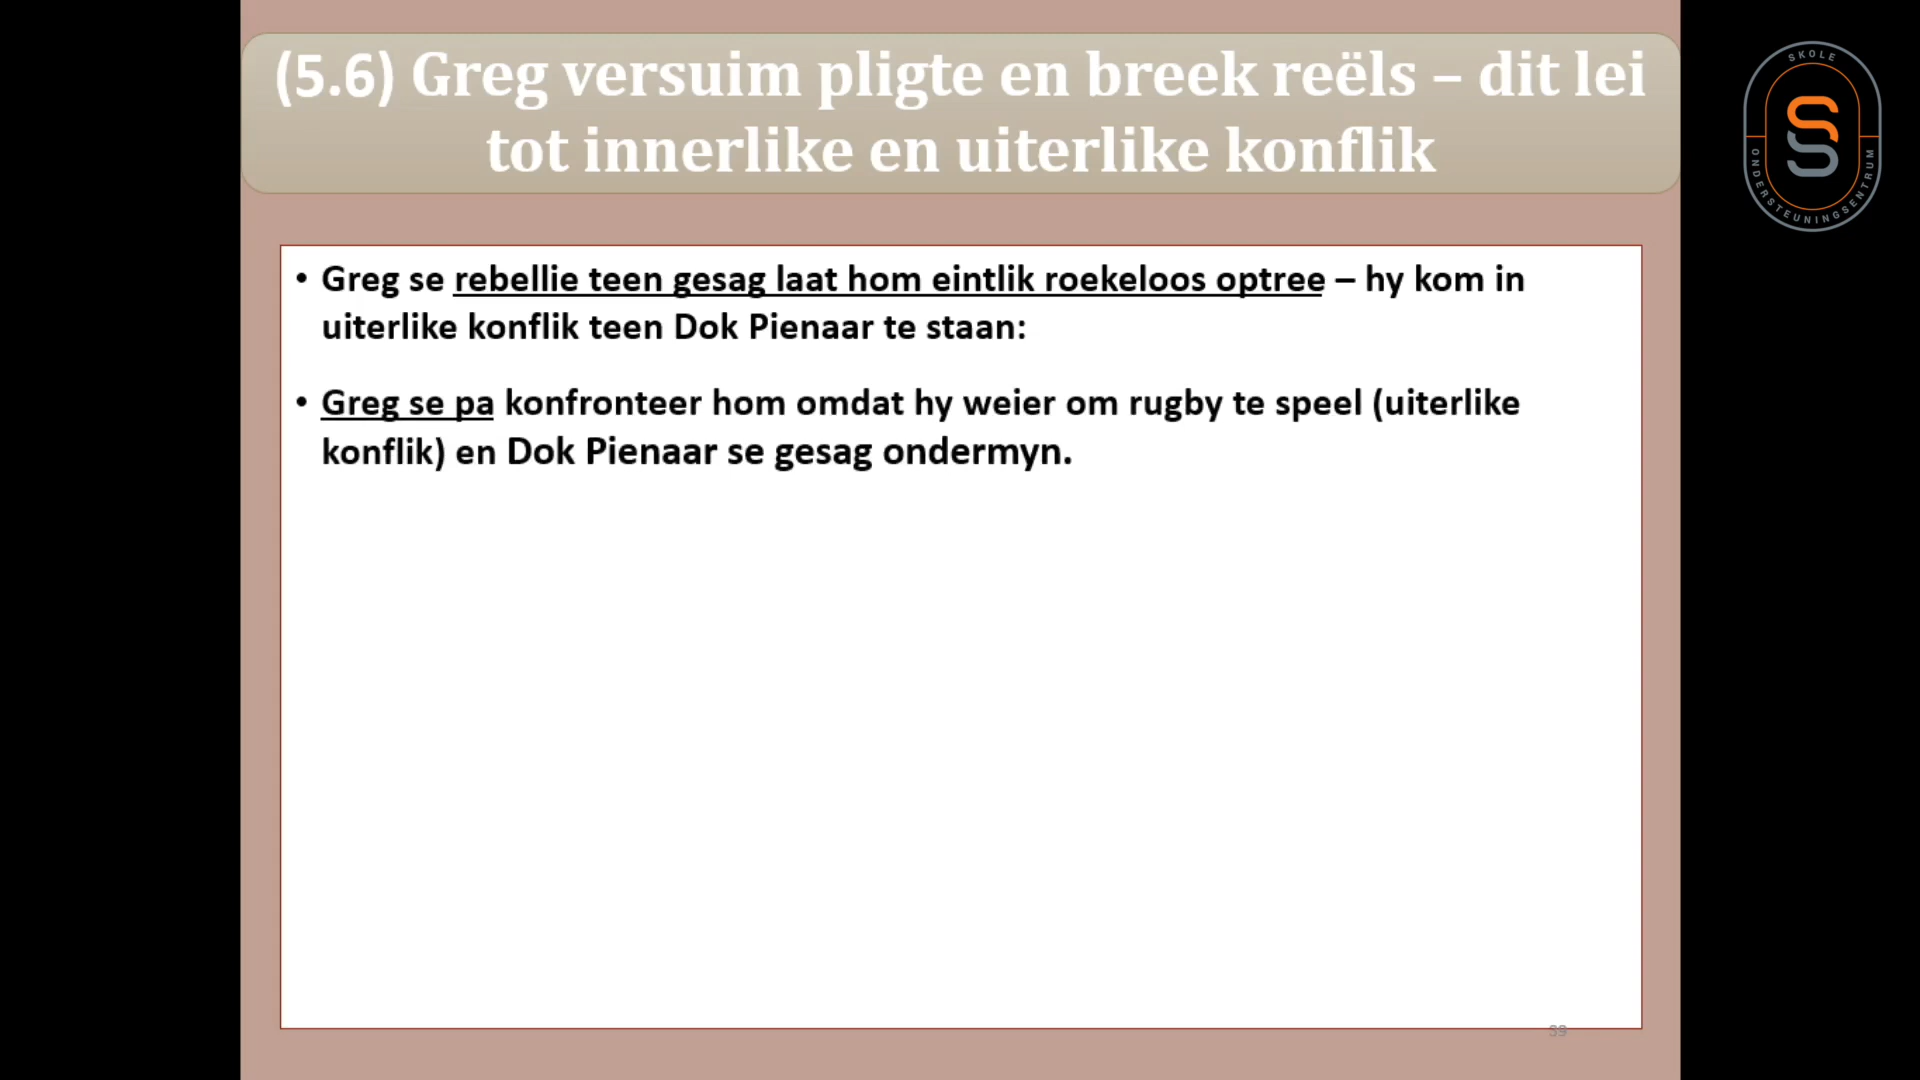 (5.6) Greg versuim pligte en breek reëls – dit lei
tot innerlike en uiterlike konflik
SKOLE
ONDERSTEUNINGSENTRUM
• Greg se rebellie teen gesag laat hom eintlik roekeloos optree – hy kom in
uiterlike konflik teen Dok Pienaar te staan:
• Greg se pa konfronteer hom omdat hy weier om rugby te speel (uiterlike
konflik) en Dok Pienaar se gesag ondermyn.
59